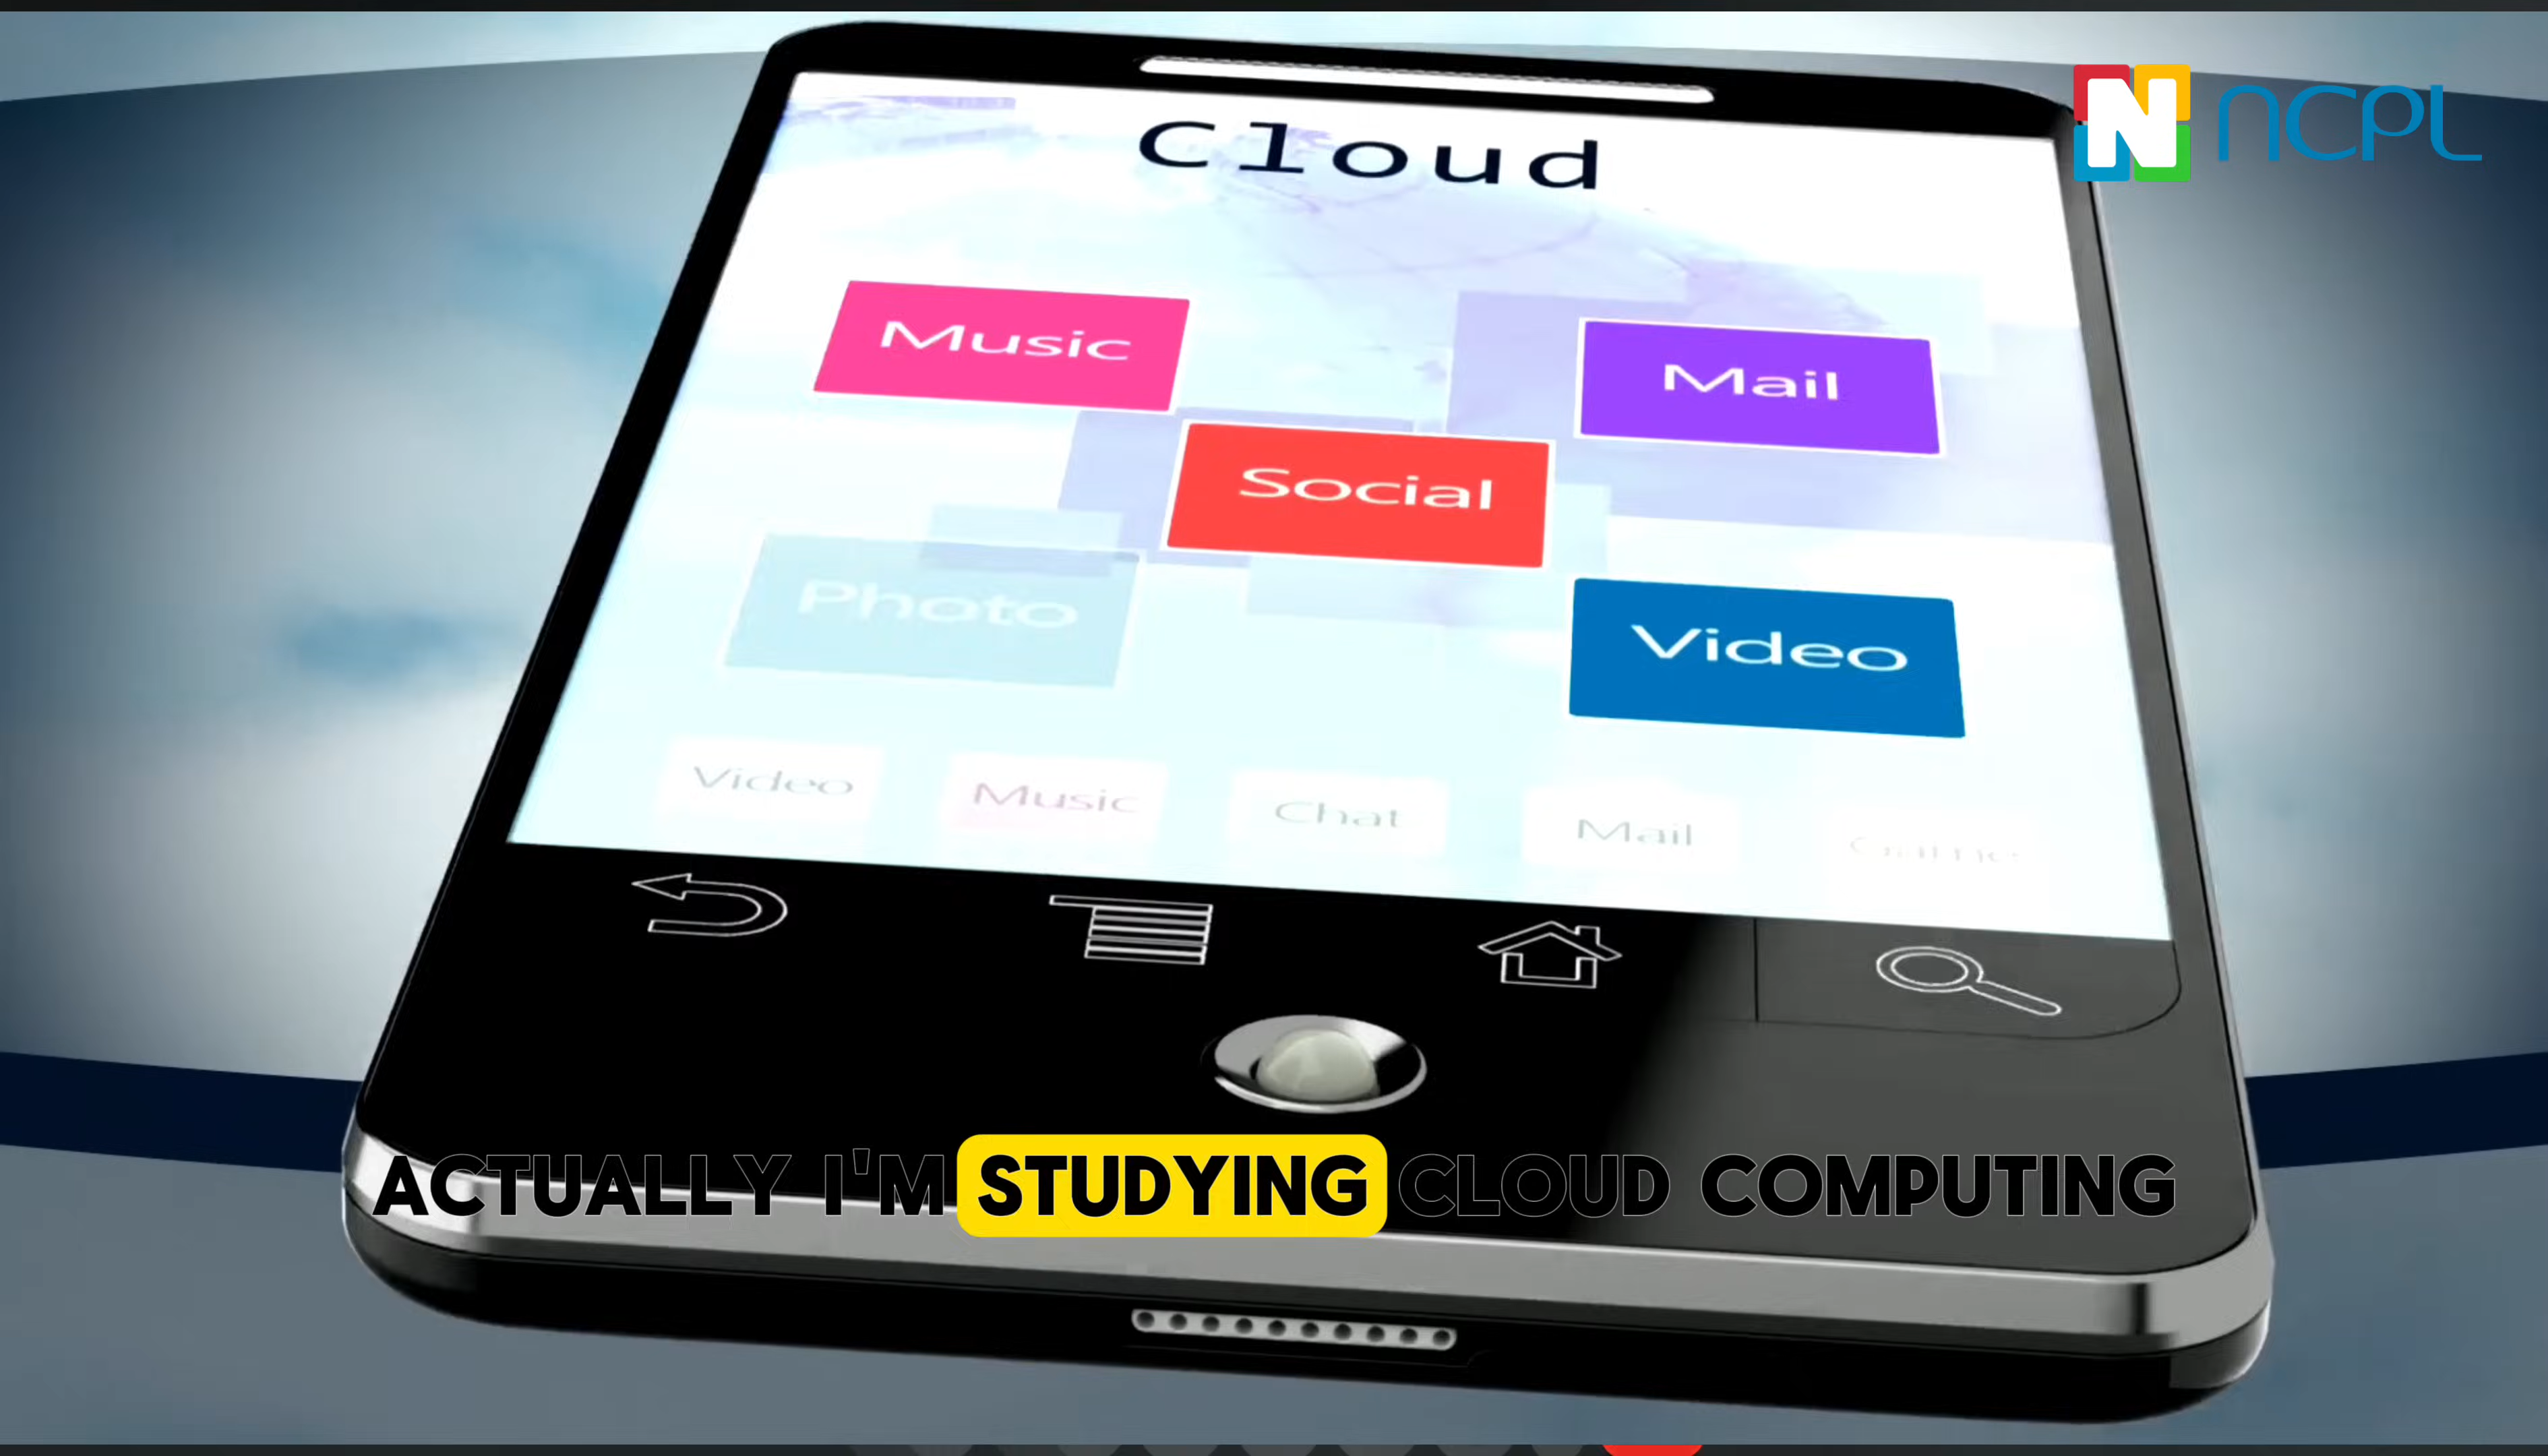 Cloud
N ncpl
Music
Mail
Social
Photo
Video
Video Music Chat Mail
ACTUALLY I'M STUDYING CLOUD COMPUTING